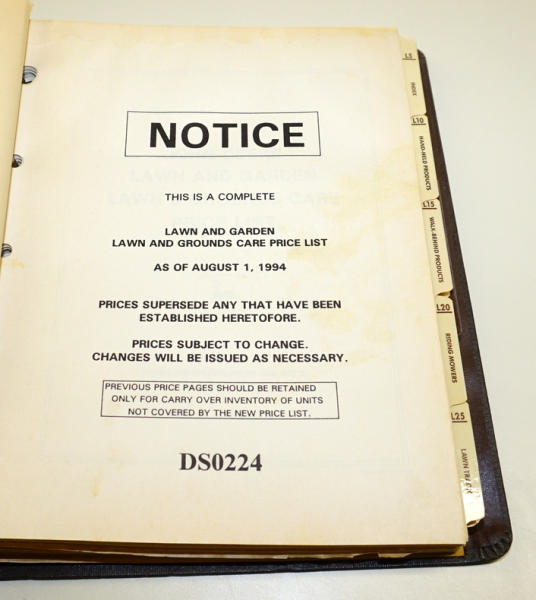 NOTICE
THIS IS A COMPLETE
LAWN AND GARDEN
LAWN AND GROUNDS CARE PRICE LIST
AS OF AUGUST 1, 1994
PRICES SUPERSEDE ANY THAT HAVE BEEN
ESTABLISHED HERETOFORE.
PRICES SUBJECT TO CHANGE.
CHANGES WILL BE ISSUED AS NECESSARY.
PREVIOUS PRICE PAGES SHOULD BE RETAINED
ONLY FOR CARRY OVER INVENTORY OF UNITS
NOT COVERED BY THE NEW PRICE LIST.
DS0224
L5
INDEX
L10
HAND-HELD PRODUCTS
L15
WALK-BEHIND PRODUCTS
L20
RIDING MOWERS
L25
LAWN